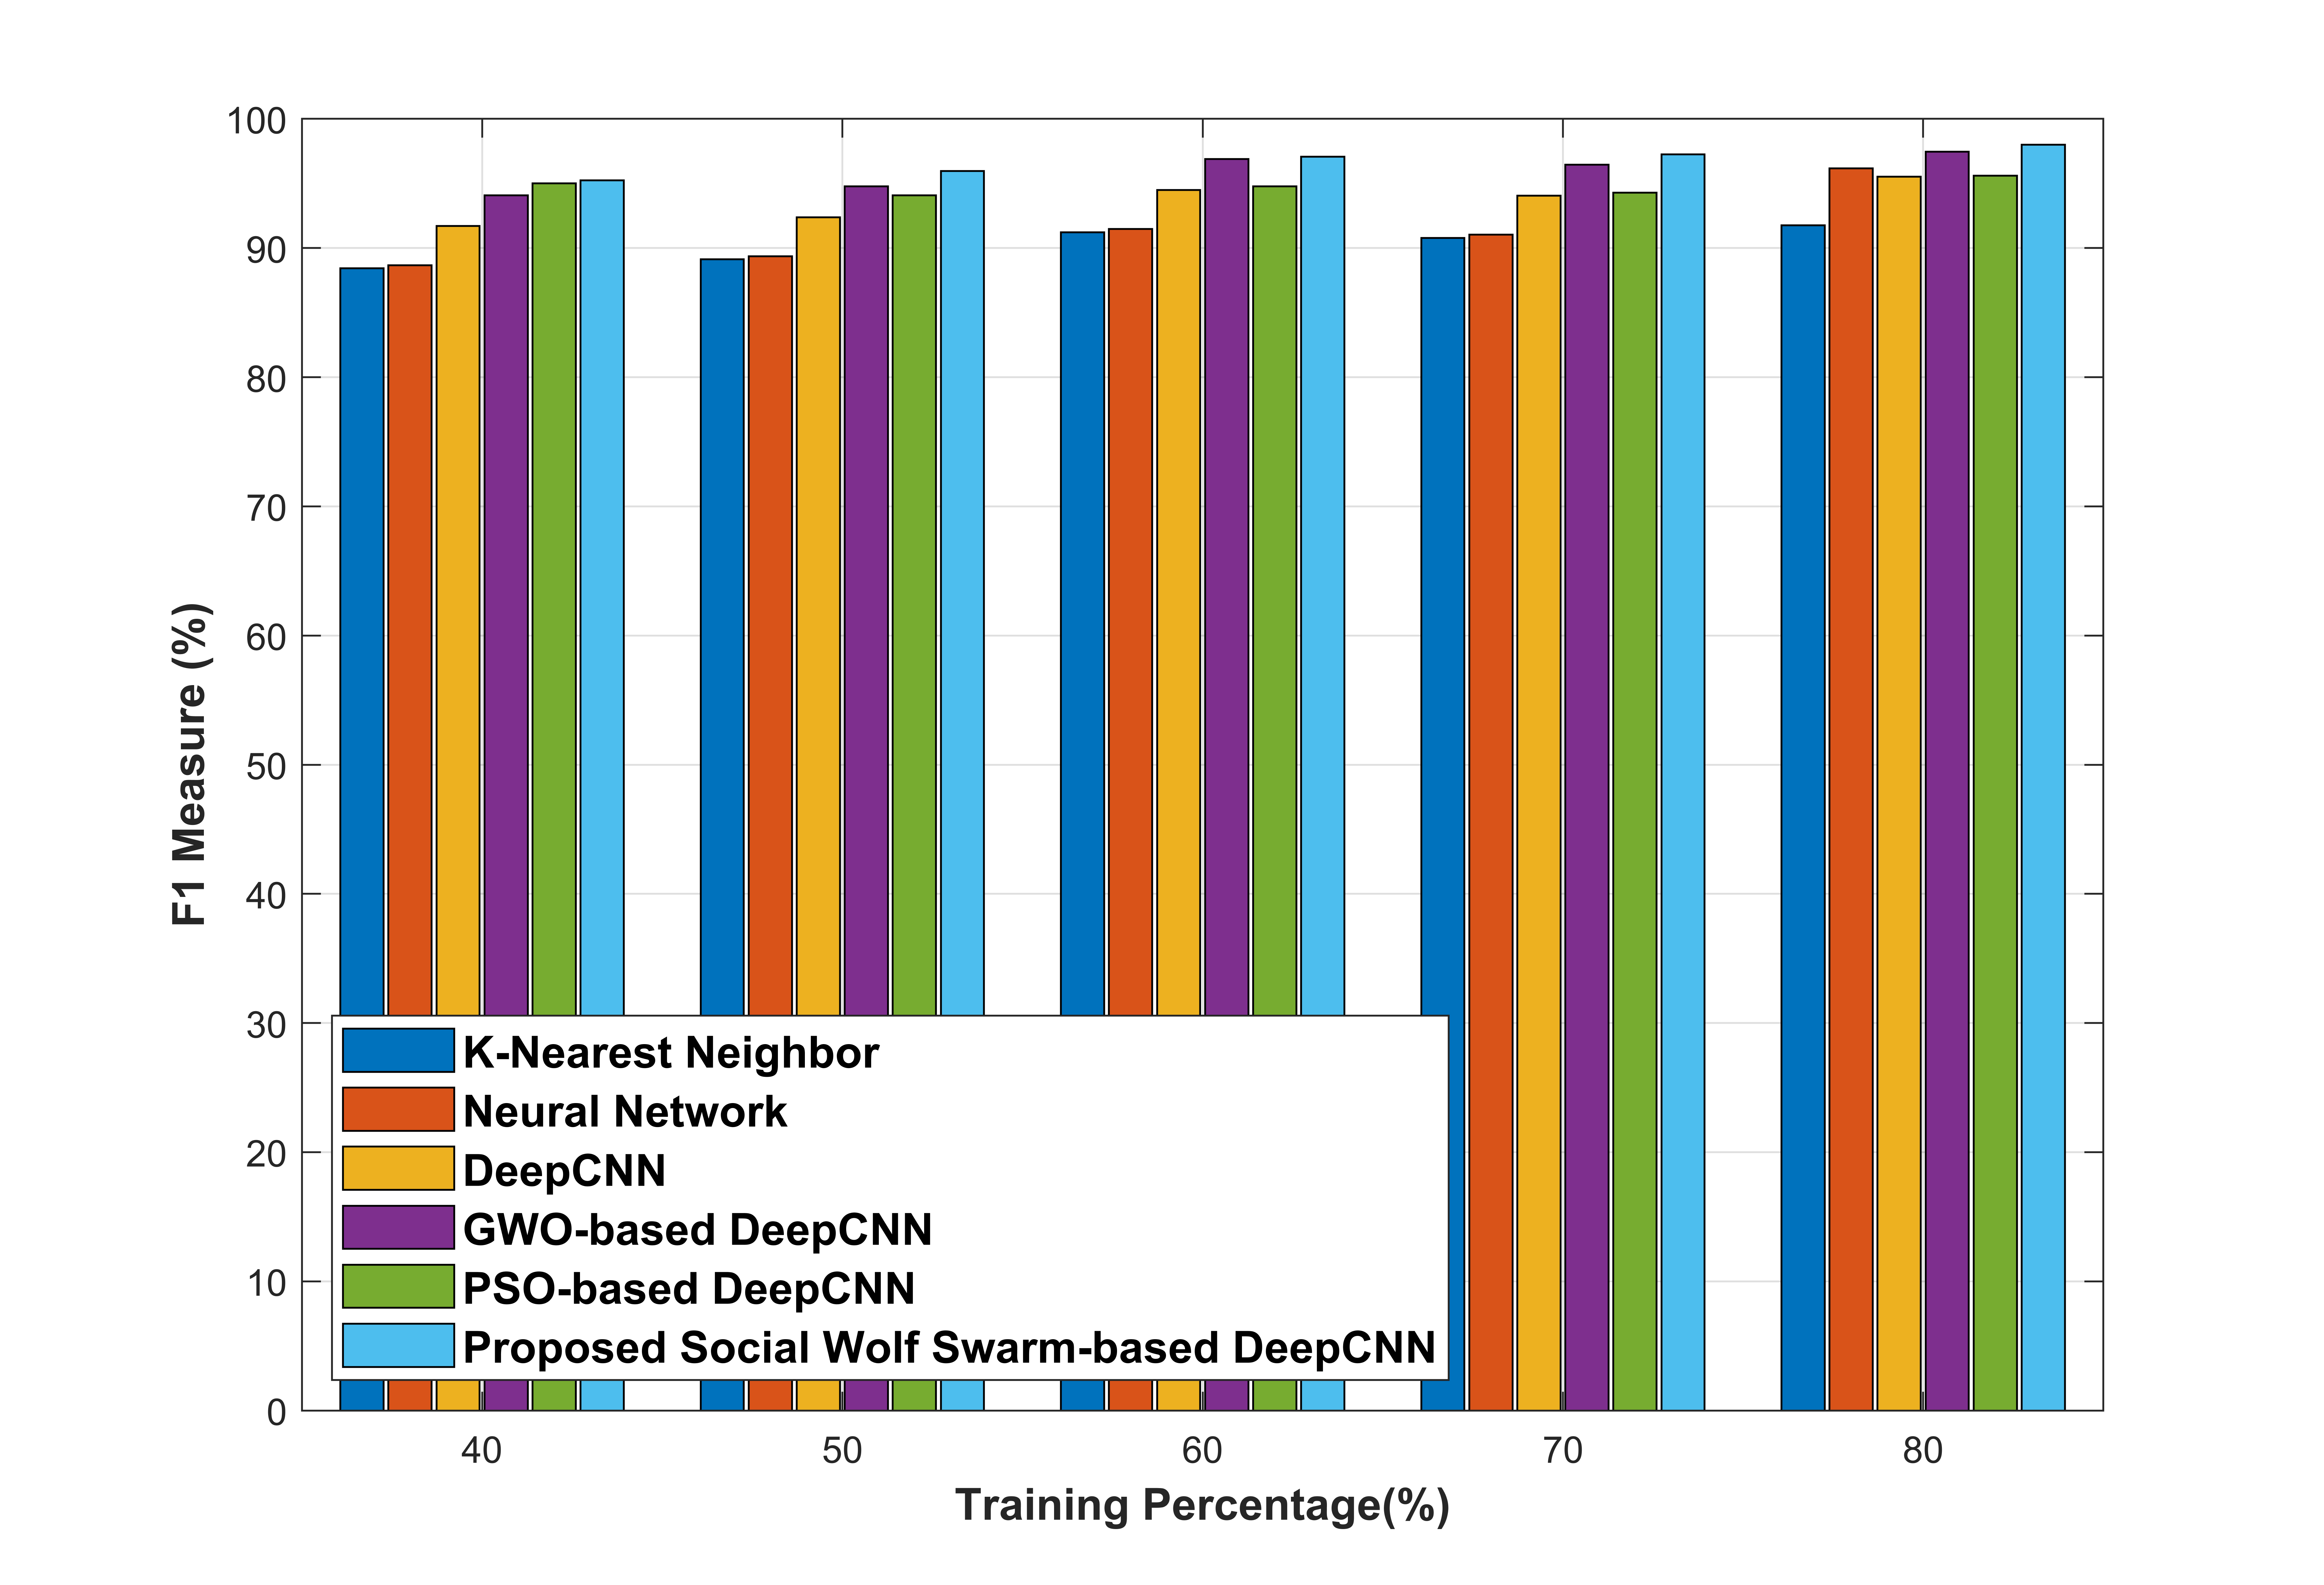 100
90
80
70
60
50
40
30
20
10
0
F1 Measure (%)
K-Nearest Neighbor
Neural Network
DeepCNN
GWO-based DeepCNN
PSO-based DeepCNN
Proposed Social Wolf Swarm-based DeepCNN
40 50 60 70 80
Training Percentage(%)